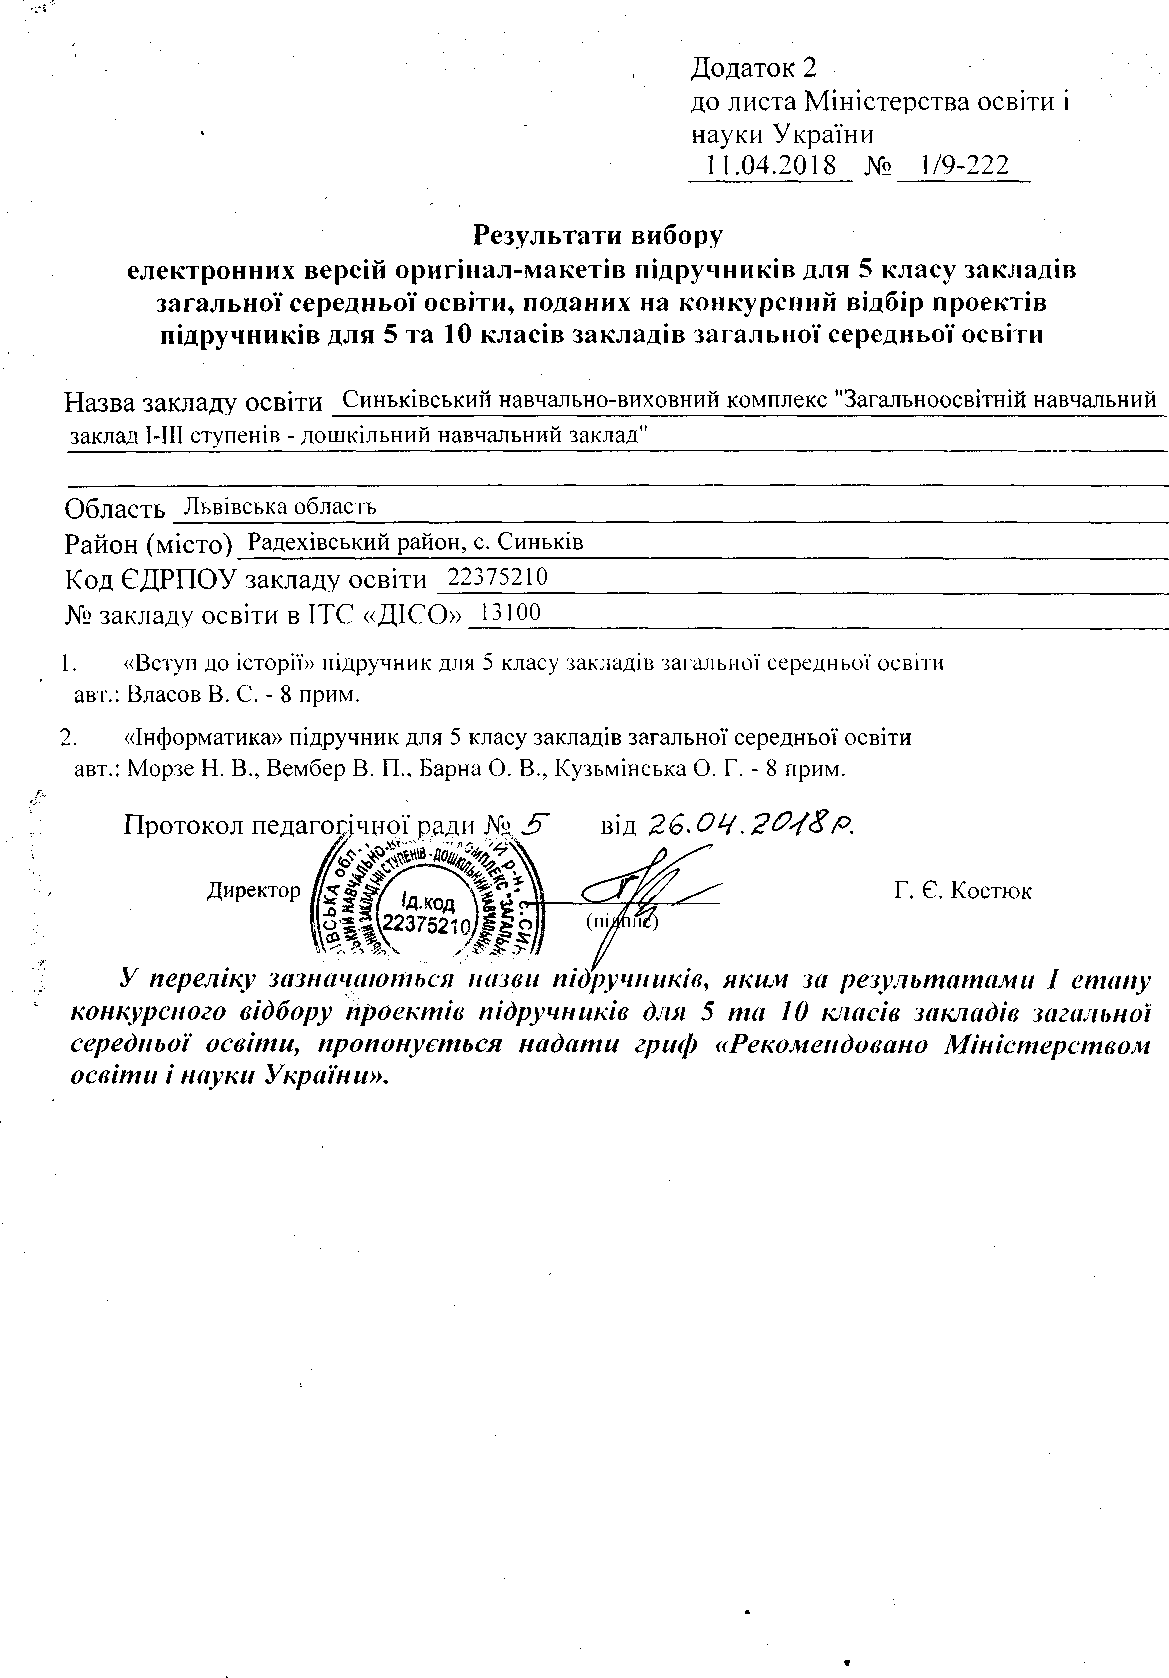 Додаток 2
до листа Міністерства освіти і
науки України
11.04.2018 № 1/9-222
Результати вибору
електронних версій оригінал-макетів підручників для 5 класу закладів
загальної середньої освіти, поданих на конкурсний відбір проектів
підручників для 5 та 10 класів закладів загальної середньої освіти
Назва закладу освіти Синьківський навчально-виховний комплекс "Загальноосвітній навчальний
заклад І-ІІІ ступенів - дошкільний навчальний заклад"
Область Львівська область
Район (місто) Радехівський район, с. Синьків
Код ЄДРПОУ закладу освіти 22375210
№ закладу освіти в ІТС «ДІСО» 13100
1. «Вступ до історії» підручник для 5 класу закладів загальної середньої освіти
авт.: Власов В. С. - 8 прим.
2. «Інформатика» підручник для 5 класу закладів загальної середньої освіти
авт.: Морзе Н. В., Вембер В. П., Барна О. В., Кузьмінська О. Г. - 8 прим.
Протокол педагогічної ради № 5 від 26.04.2018 р.
Директор
Ід.код
22375210
(підпис)
Г. Є. Костюк
У переліку зазначаються назви підручників, яким за результатами І етапу
конкурсного відбору проектів підручників для 5 та 10 класів закладів загальної
середньої освіти, пропонується надати гриф «Рекомендовано Міністерством
освіти і науки України».